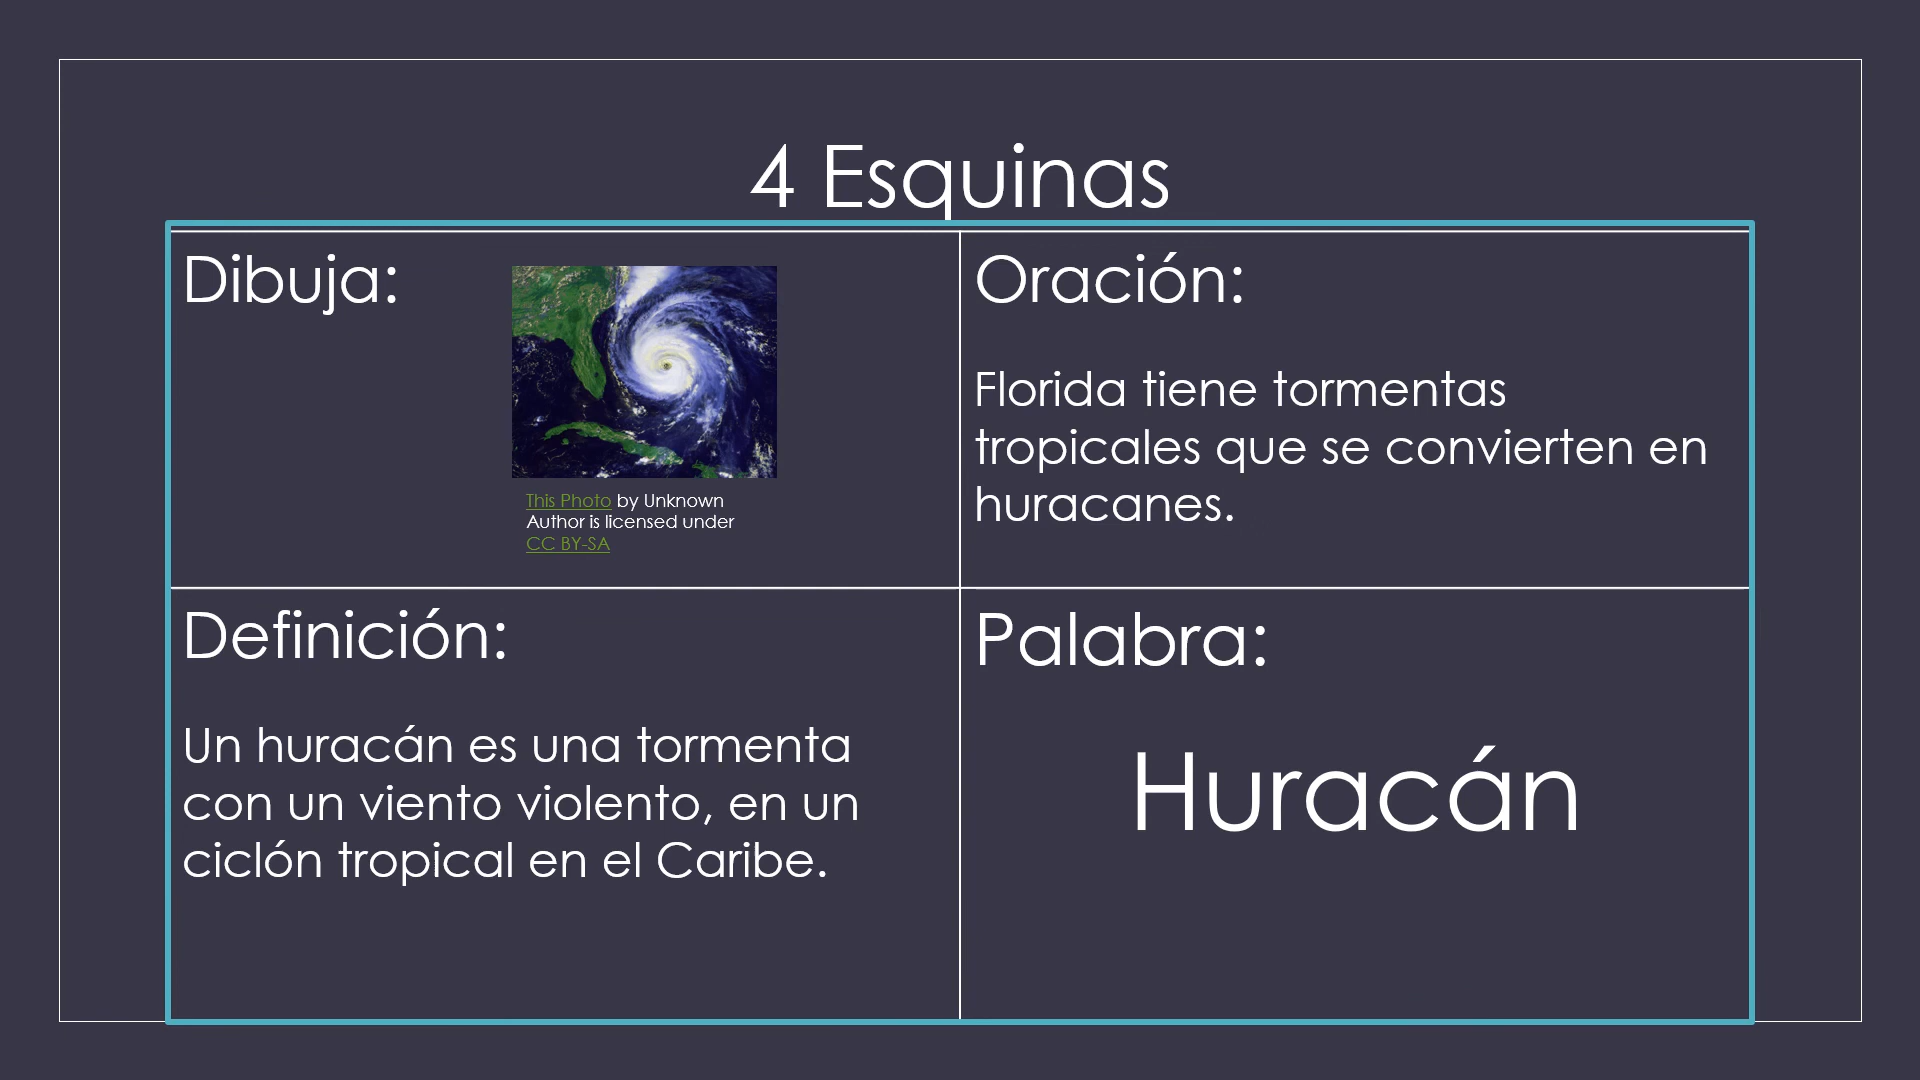 4 Esquinas
Dibuja:
This Photo by Unknown
Author is licensed under
CC BY-SA
Oración:
Florida tiene tormentas
tropicales que se convierten en
huracanes.
Definición:
Un huracán es una tormenta
con un viento violento, en un
ciclón tropical en el Caribe.
Palabra:
Huracán